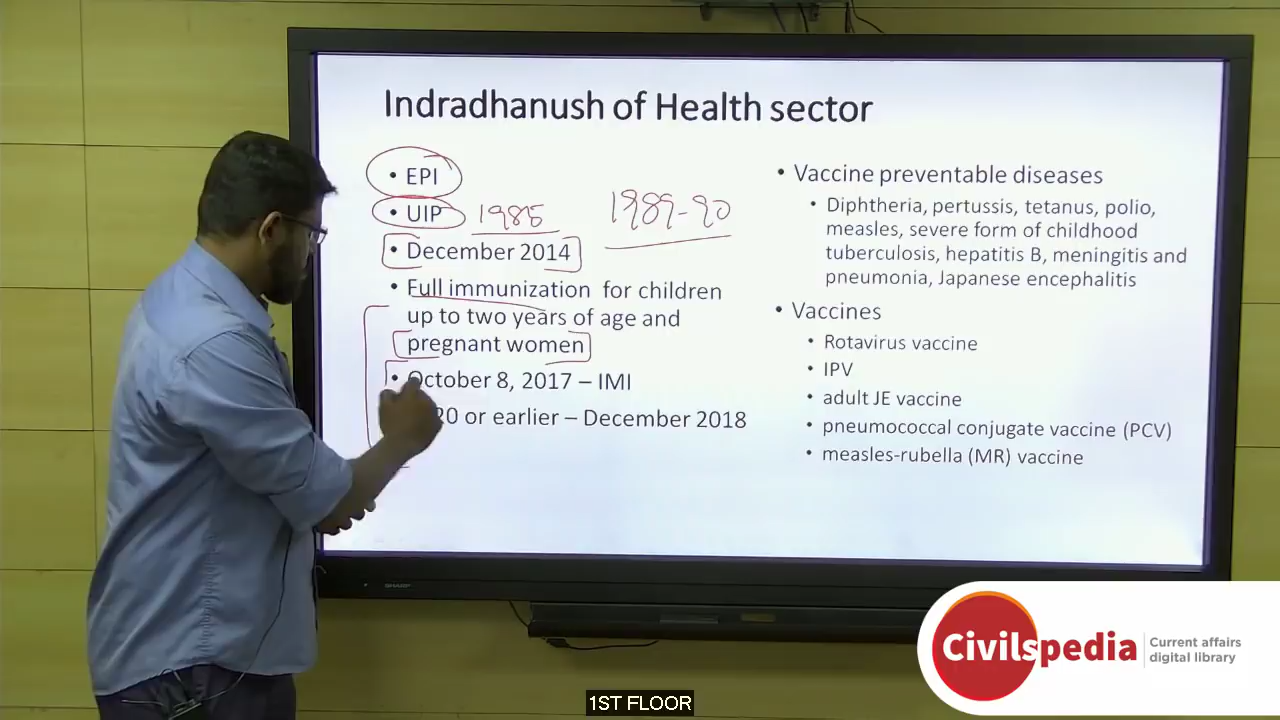 Indradhanush of Health sector
• EPI
• UIP 1985 1989-90
• December 2014
• Full immunization for children
up to two years of age and
pregnant women
• October 8, 2017 – IMI
20 or earlier – December 2018
• Vaccine preventable diseases
• Diphtheria, pertussis, tetanus, polio,
measles, severe form of childhood
tuberculosis, hepatitis B, meningitis and
pneumonia, Japanese encephalitis
• Vaccines
• Rotavirus vaccine
• IPV
• adult JE vaccine
• pneumococcal conjugate vaccine (PCV)
• measles-rubella (MR) vaccine
SHARP
Civilspedia
Current affairs
digital library
1ST FLOOR